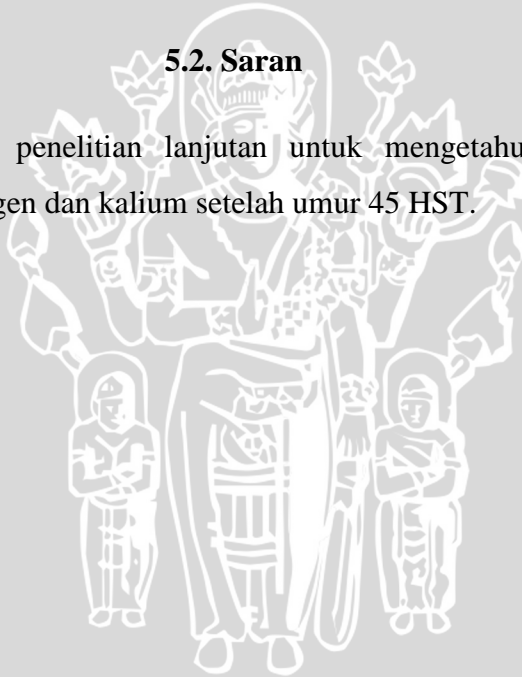 5.2. Saran
penelitian lanjutan untuk mengetahu
gen dan kalium setelah umur 45 HST.